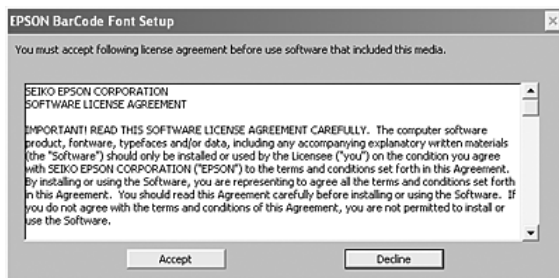 EPSON BarCode Font Setup
You must accept following license agreement before use software that included this media.
SEIKO EPSON CORPORATION
SOFTWARE LICENSE AGREEMENT
IMPORTANT! READ THIS SOFTWARE LICENSE AGREEMENT CAREFULLY. The computer software
product, fontware, typefaces and/or data, including any accompanying explanatory written materials
(the "Software") should only be installed or used by the Licensee ("you") on the condition you agree
with SEIKO EPSON CORPORATION ("EPSON") to the terms and conditions set forth in this Agreement.
By installing or using the Software, you are representing to agree all the terms and conditions set forth
in this Agreement. You should read this Agreement carefully before installing or using the Software. If
you do not agree with the terms and conditions of this Agreement, you are not permitted to install or
use the Software.
Accept Decline